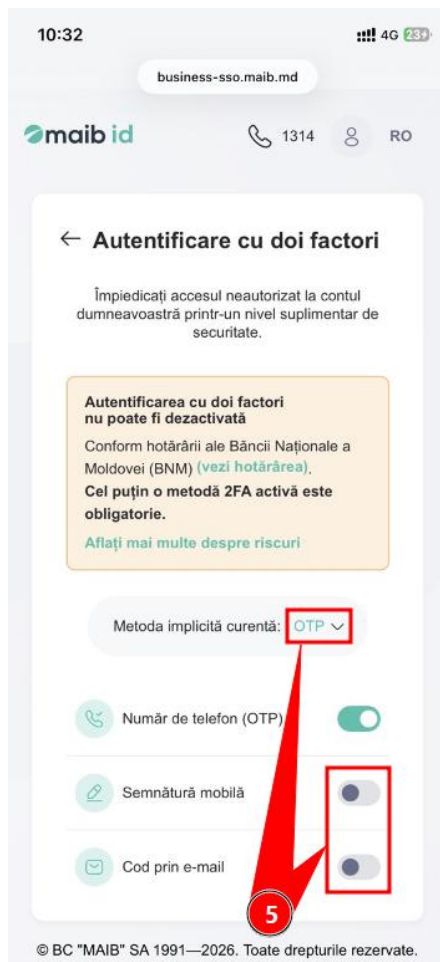 10:32
4G 23
business-sso.maib.md
maib id
1314
RO
← Autentificare cu doi factori
Împiedicați accesul neautorizat la contul
dumneavoastră printr-un nivel suplimentar de
securitate.
Autentificarea cu doi factori
nu poate fi dezactivată
Conform hotărârii ale Băncii Naționale a
Moldovei (BNM) (vezi hotărârea).
Cel puțin o metodă 2FA activă este
obligatorie.
Aflați mai multe despre riscuri
Metoda implicită curentă: OTP
Număr de telefon (OTP)
Semnătură mobilă
Cod prin e-mail
5
© BC "MAIB" SA 1991—2026. Toate drepturile rezervate.